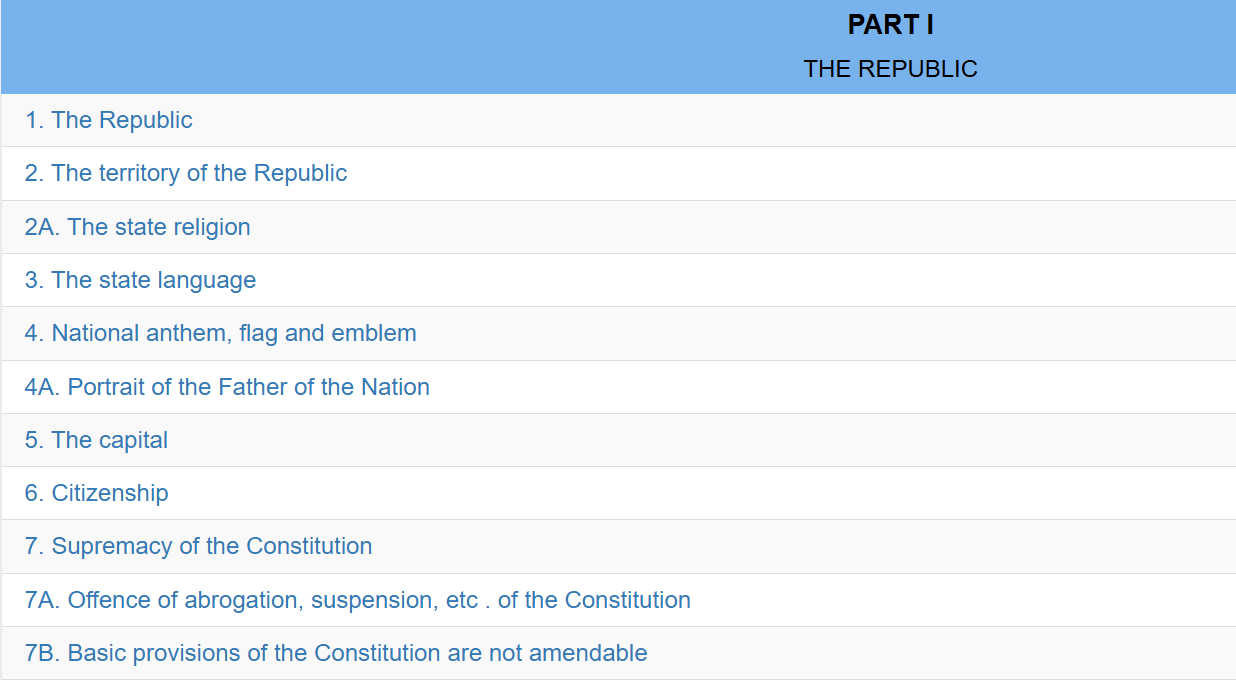 PART I
THE REPUBLIC
1. The Republic
2. The territory of the Republic
2A. The state religion
3. The state language
4. National anthem, flag and emblem
4A. Portrait of the Father of the Nation
5. The capital
6. Citizenship
7. Supremacy of the Constitution
7A. Offence of abrogation, suspension, etc . of the Constitution
7B. Basic provisions of the Constitution are not amendable